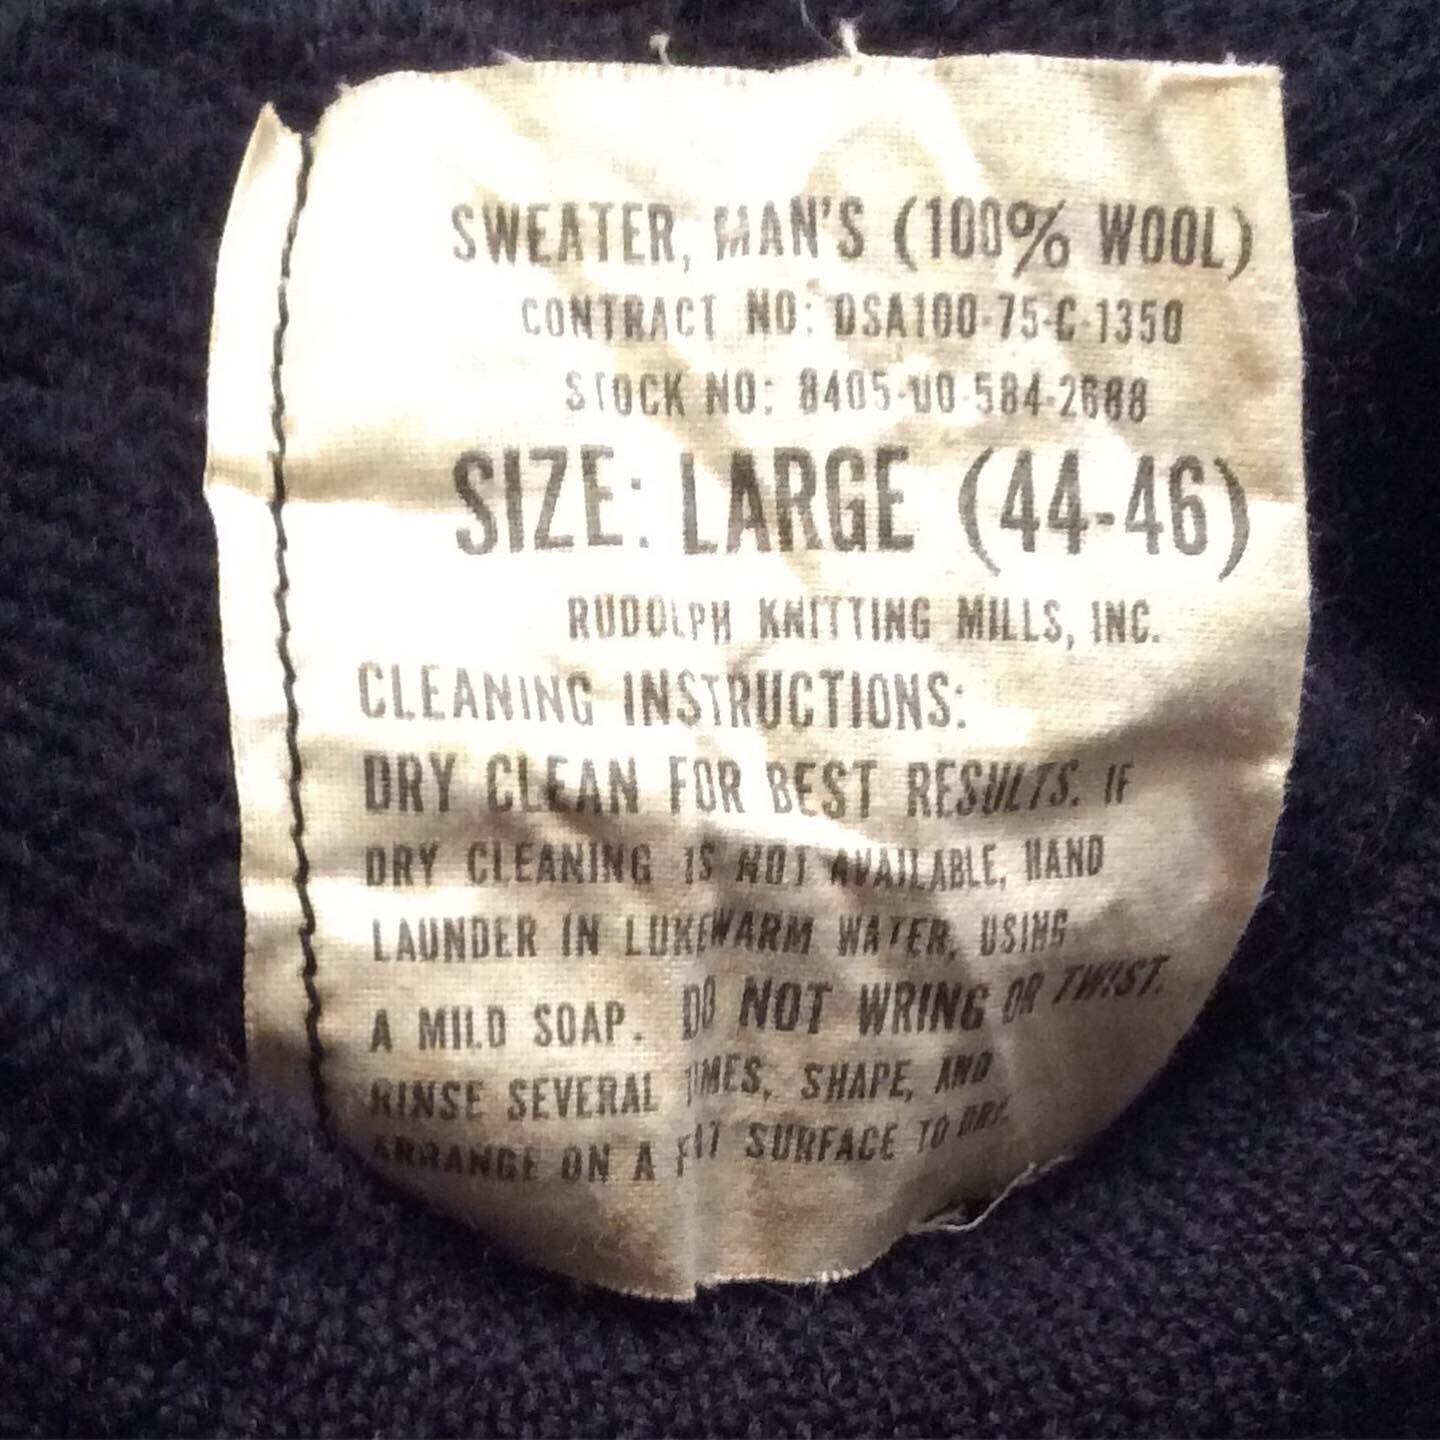 SWEATER, MAN'S (100% WOOL)
CONTRACT NO: DSA100-75-C-1350
STOCK NO: 8405-00-584-2688
SIZE: LARGE (44-46)
RUDOLPH KNITTING MILLS, INC.
CLEANING INSTRUCTIONS:
DRY CLEAN FOR BEST RESULTS. IF
DRY CLEANING IS NOT AVAILABLE, HAND
LAUNDER IN LUKEWARM WATER, USING
A MILD SOAP. DO NOT WRING OR TWIST.
RINSE SEVERAL TIMES, SHAPE, AND
ARRANGE ON A FLAT SURFACE TO DRY.